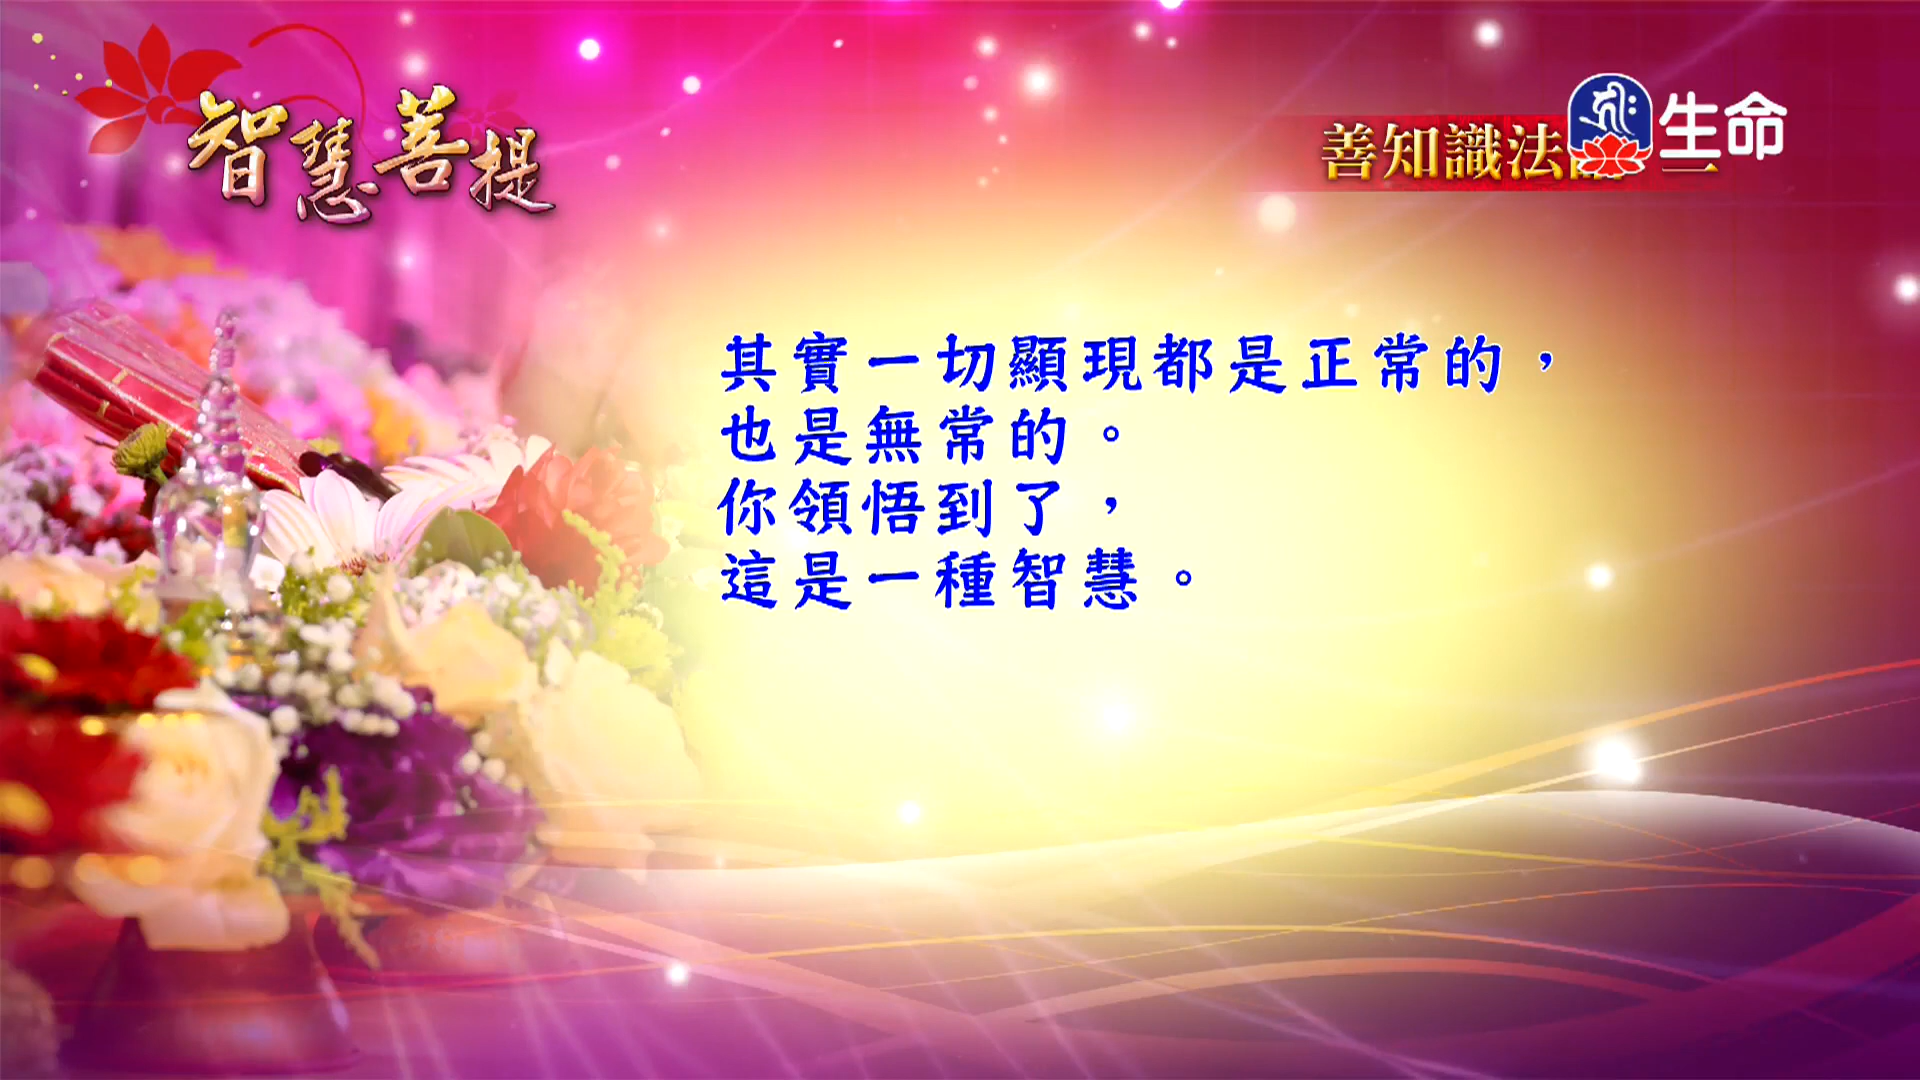 智慧菩提
善知識法
生命
其實一切顯現都是正常的，
也是無常的。
你領悟到了，
這是一種智慧。